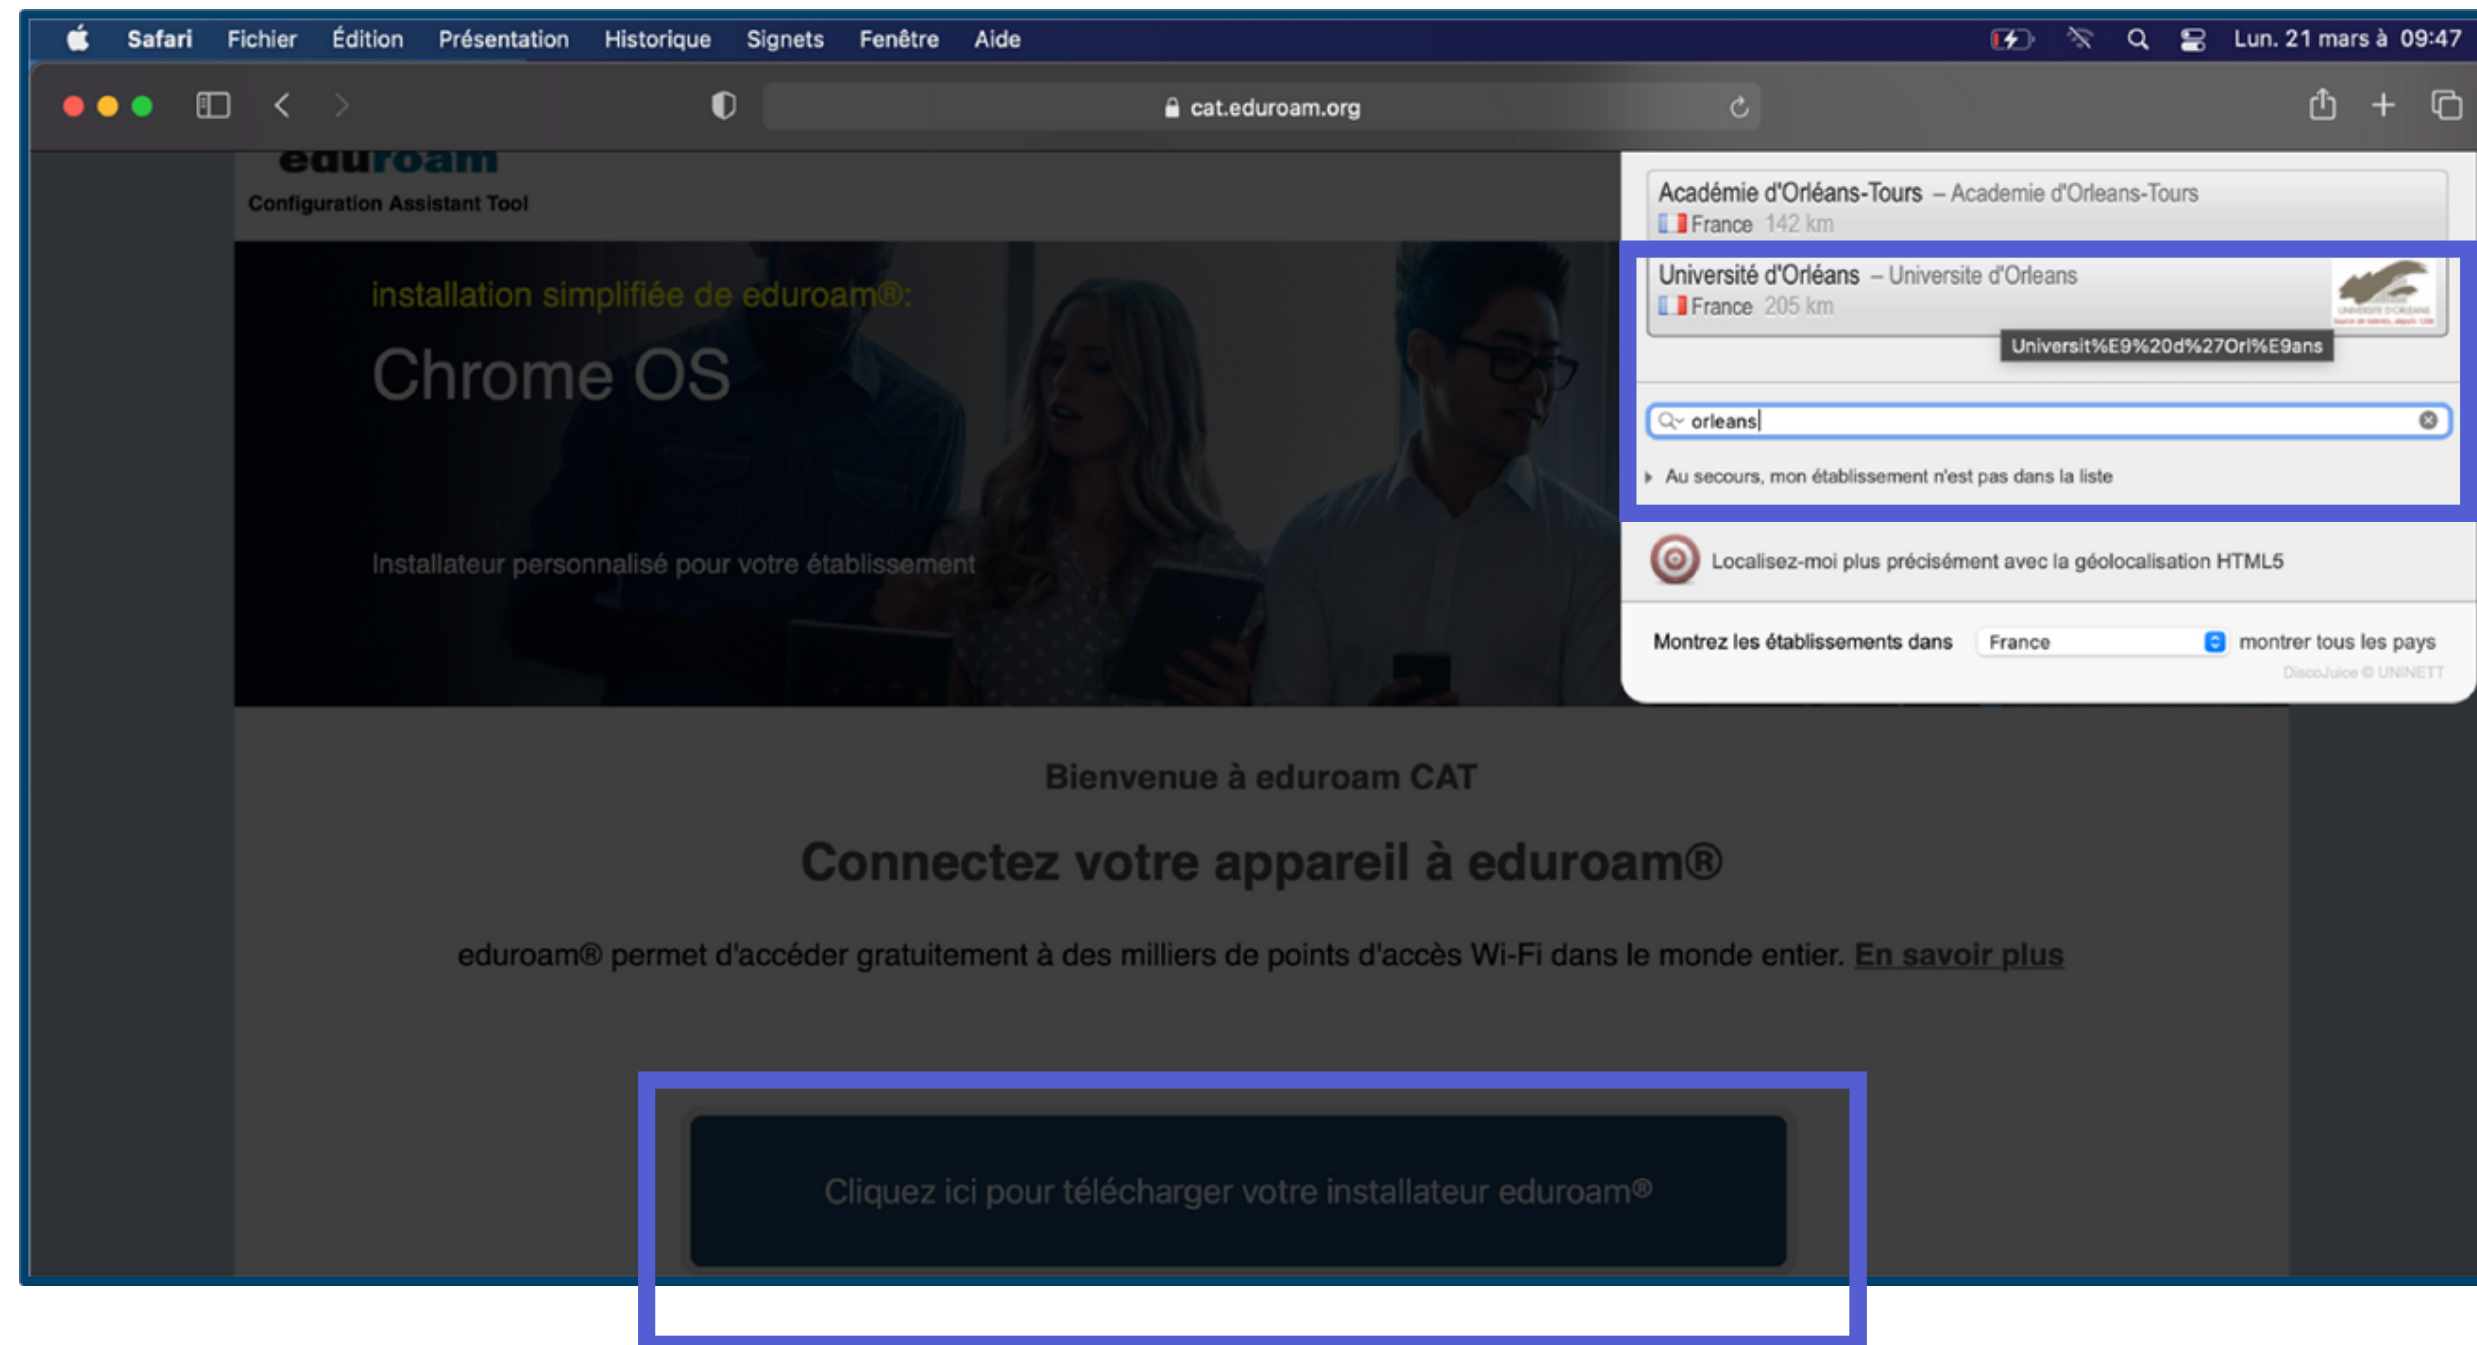 Safari Fichier Édition Présentation Historique Signets Fenêtre Aide Lun. 21 mars à 09:47
cat.eduroam.org
eduroam
Configuration Assistant Tool
installation simplifiée de eduroam®:
Chrome OS
Installateur personnalisé pour votre établissement
Académie d'Orléans-Tours – Academie d'Orleans-Tours
France 142 km
Université d'Orléans – Universite d'Orleans
France 205 km
UNIVERSITÉ D'ORLÉANS
Universit%E9%20d%27Orl%E9ans
orleans
Au secours, mon établissement n'est pas dans la liste
Localisez-moi plus précisément avec la géolocalisation HTML5
Montrez les établissements dans France montrer tous les pays
DiscoJuice © UNINETT
Bienvenue à eduroam CAT
Connectez votre appareil à eduroam®
eduroam® permet d'accéder gratuitement à des milliers de points d'accès Wi-Fi dans le monde entier. En savoir plus
Cliquez ici pour télécharger votre installateur eduroam®